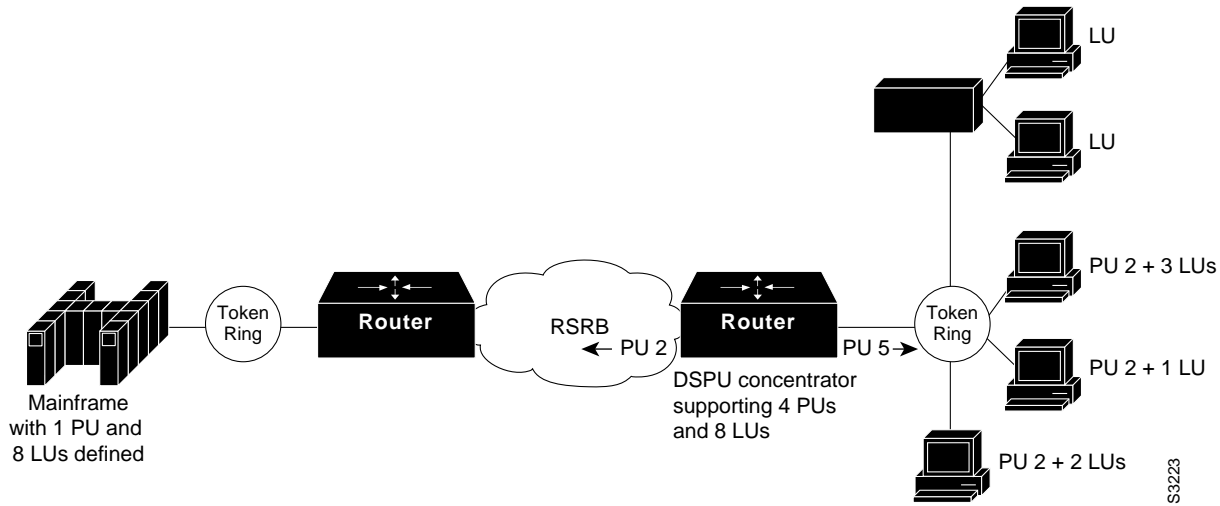 LU
LU
PU 2 + 3 LUs
Token
Ring
Router
RSRB
PU 2
Router
PU 5
Token
Ring
PU 2 + 1 LU
Mainframe
with 1 PU and
8 LUs defined
DSPU concentrator
supporting 4 PUs
and 8 LUs
PU 2 + 2 LUs
S3223